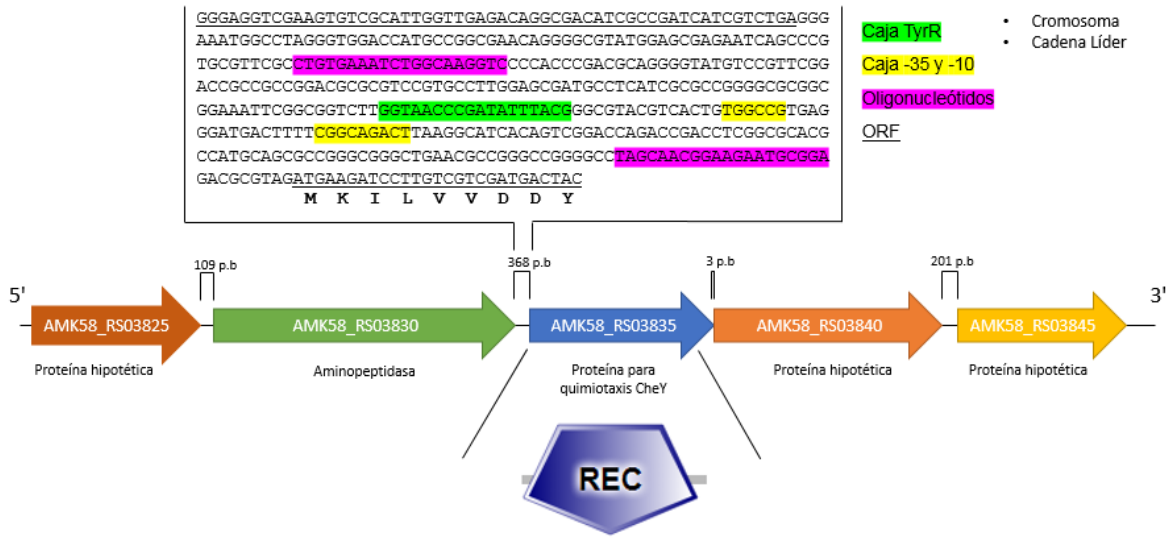 GGGAGGTCGAAGTGTCGCATTGGTTGAGACAGGCGACATCGCCGATCATCGTCTGAGGG
AAATGGCCTAGGGTGGACCATGCCGGCGAACAGGGGCGTATGGAGCGAGAATCAGCCCG
TGCGTTCGCCTGTGAAATCTGGCAAGGTCCCCACCCGACGCAGGGGTATGTCCGTTCGG
ACCGCCGCCGGACGCGCGTCCGTGCCTTGGAGCGATGCCTCATCGCGCCGGGGCGCGGC
GGAAATTCGGCGGTCTTGGTAACCCGATATTTACGGGCGTACGTCACTGTGGCCGTGAG
GGATGACTTTTCGGCAGACTTAAGGCATCACAGTCGGACCAGACCGACCTCGGCGCACG
CCATGCAGCGCCGGGCGGGCTGAACGCCGGGCCGGGGCCTAGCAACGGAAGAATGCGGA
GACGCGTAGATGAAGATCCTTGTCGTCGATGACTAC
M K I L V V D D Y
Caja TyrR
Caja -35 y -10
Oligonucleótidos
ORF
• Cromosoma
• Cadena Líder
109 p.b
368 p.b
3 p.b
201 p.b
5'
3'
AMK58_RS03825
AMK58_RS03830
AMK58_RS03835
AMK58_RS03840
AMK58_RS03845
Proteína hipotética
Aminopeptidasa
Proteína para
quimiotaxis CheY
Proteína hipotética
Proteína hipotética
REC